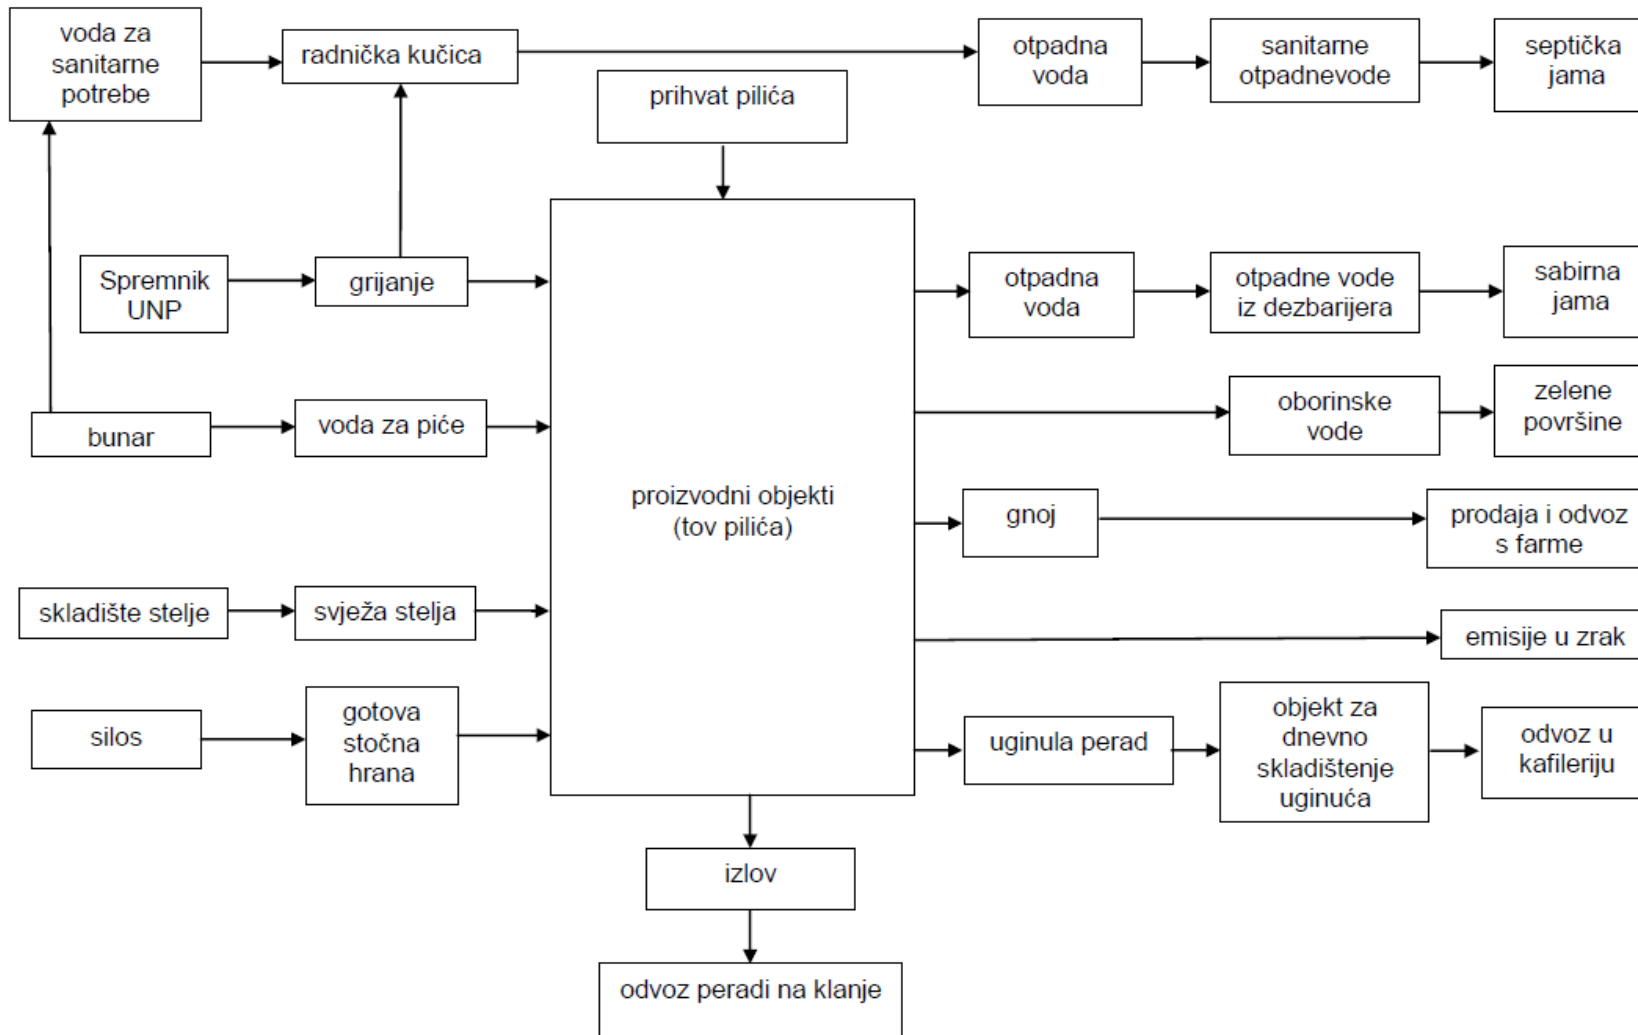 voda za
sanitarne
potrebe
radnička kučica
otpadna
voda
sanitarne
otpadnevode
septička
jama
prihvat pilića
Spremnik
UNP
grijanje
otpadna
voda
otpadne vode
iz dezbarijera
sabirna
jama
bunar
voda za piće
oborinske
vode
zelene
površine
proizvodni objekti
(tov pilića)
gnoj
prodaja i odvoz
s farme
skladište stelje
svježa stelja
emisije u zrak
silos
gotova
stočna
hrana
uginula perad
objekt za
dnevno
skladištenje
uginuća
odvoz u
kafileriju
izlov
odvoz peradi na klanje